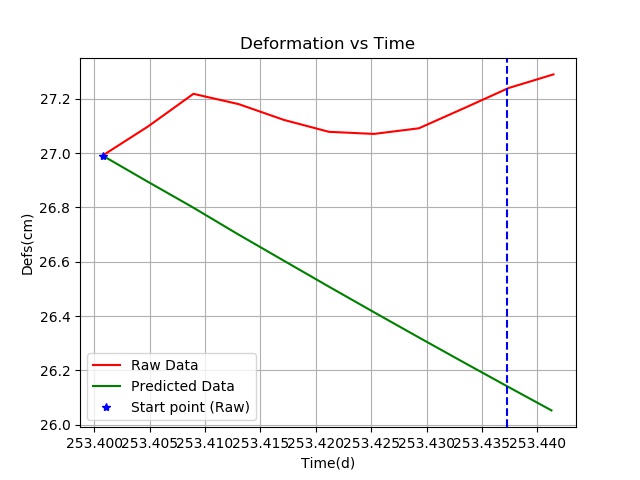 Deformation vs Time
Defs(cm)
27.2
27.0
26.8
26.6
26.4
26.2
26.0
Raw Data
Predicted Data
Start point (Raw)
253.400 253.405 253.410 253.415 253.420 253.425 253.430 253.435 253.440
Time(d)